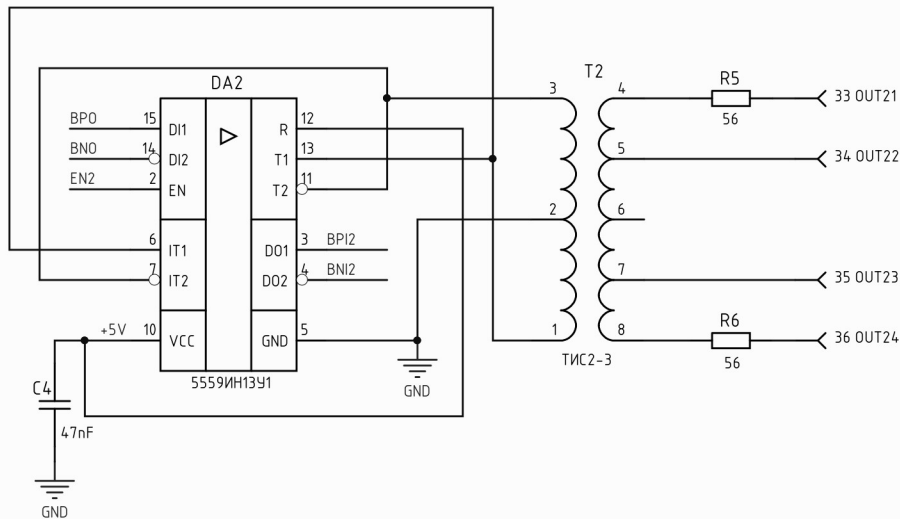 DA2
T2
BP0 15 DI1 R 12
BN0 14 DI2 T1 13
EN2 2 EN T2 11
6 IT1 DO1 3 BPI2
7 IT2 DO2 4 BNI2
+5V 10 VCC GND 5
5559ИН13У1
C4
47nF
GND
GND
3 4
5
2 6
7
1 8
ТИС2-3
R5
56
R6
56
33 OUT21
34 OUT22
35 OUT23
36 OUT24